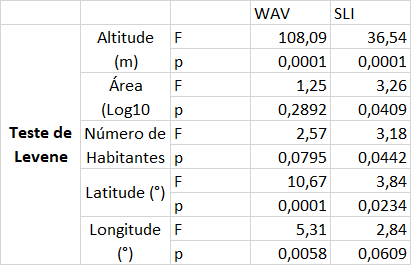 WAV SLI
Altitude F 108,09 36,54
(m) p 0,0001 0,0001
Área F 1,25 3,26
(Log10 p 0,2892 0,0409
Teste de Levene
Número de F 2,57 3,18
Habitantes p 0,0795 0,0442
Latitude (°) F 10,67 3,84
p 0,0001 0,0234
Longitude F 5,31 2,84
(°) p 0,0058 0,0609